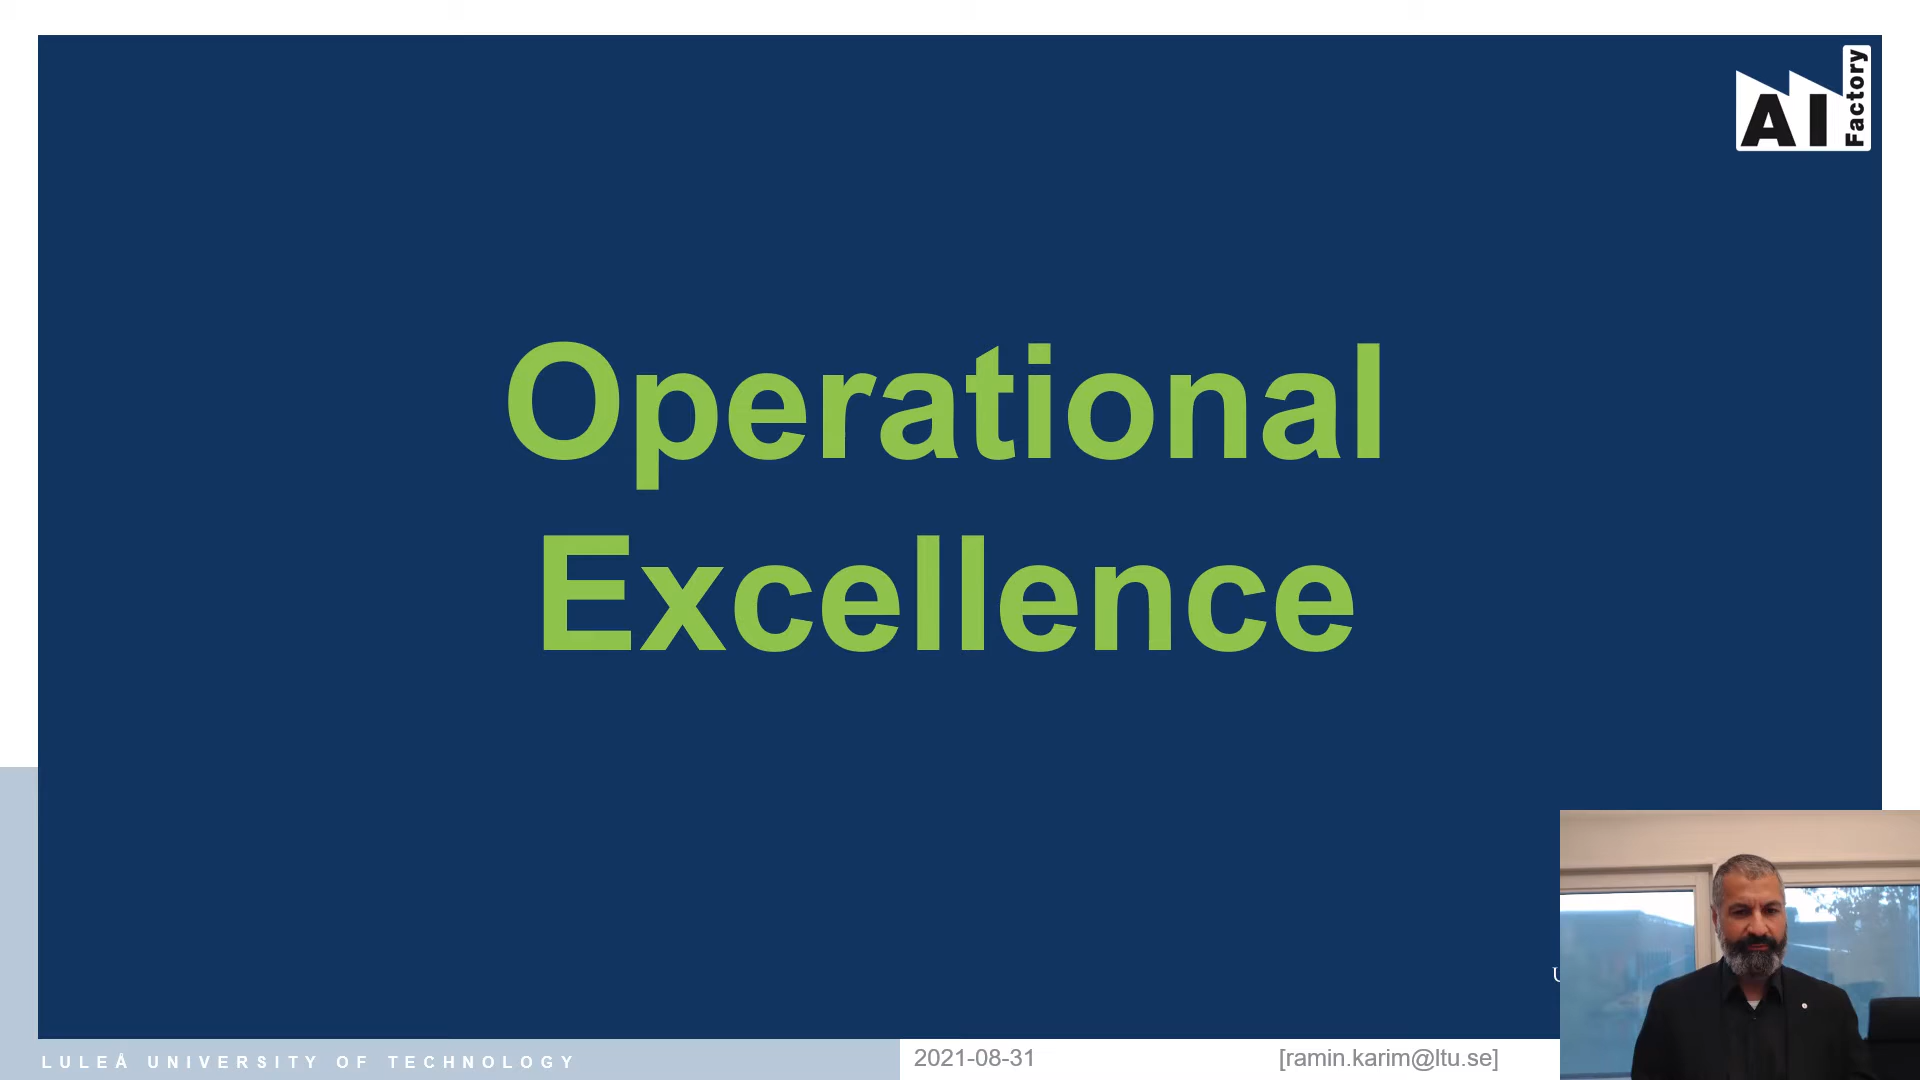 AI Factory
Operational
Excellence
LULEÅ UNIVERSITY OF TECHNOLOGY
2021-08-31
[ramin.karim@ltu.se]